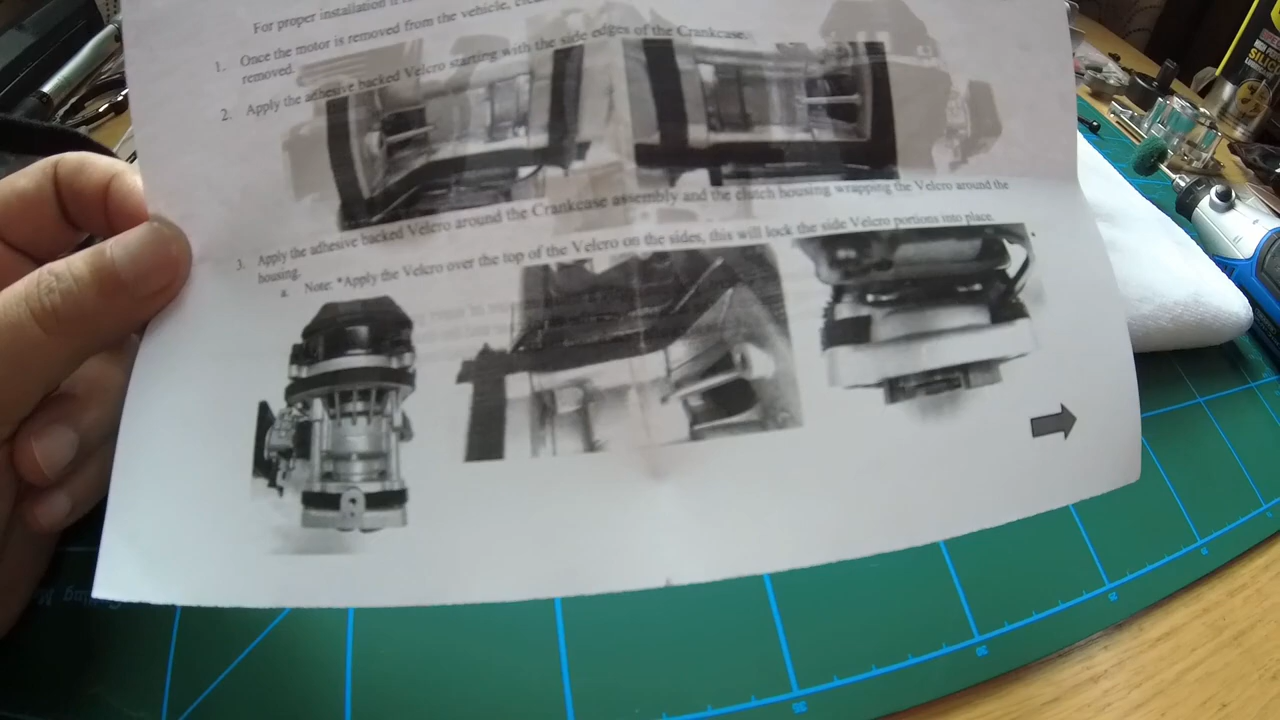 For proper installation it is
1. Once the motor is removed from the vehicle,
removed.
2. Apply the adhesive backed Velcro starting with the side edges of the Crankcase.
3. Apply the adhesive backed Velcro around the Crankcase assembly and the clutch housing wrapping the Velcro around the
housing.
a. Note: *Apply the Velcro over the top of the Velcro on the sides, this will lock the side Velcro portions into place.